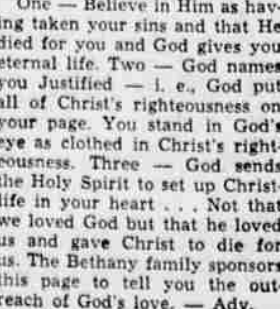 One — Believe in Him as hav-
ing taken your sins and that He
died for you and God gives you
eternal life. Two — God names
you Justified — i. e., God put
all of Christ's righteousness on
your page. You stand in God's
eye as clothed in Christ's right-
eousness. Three — God sends
the Holy Spirit to set up Christ
life in your heart . . . Not that
we loved God but that he loved
us and gave Christ to die for
us. The Bethany family sponsors
this page to tell you the out-
reach of God's love. — Adv.